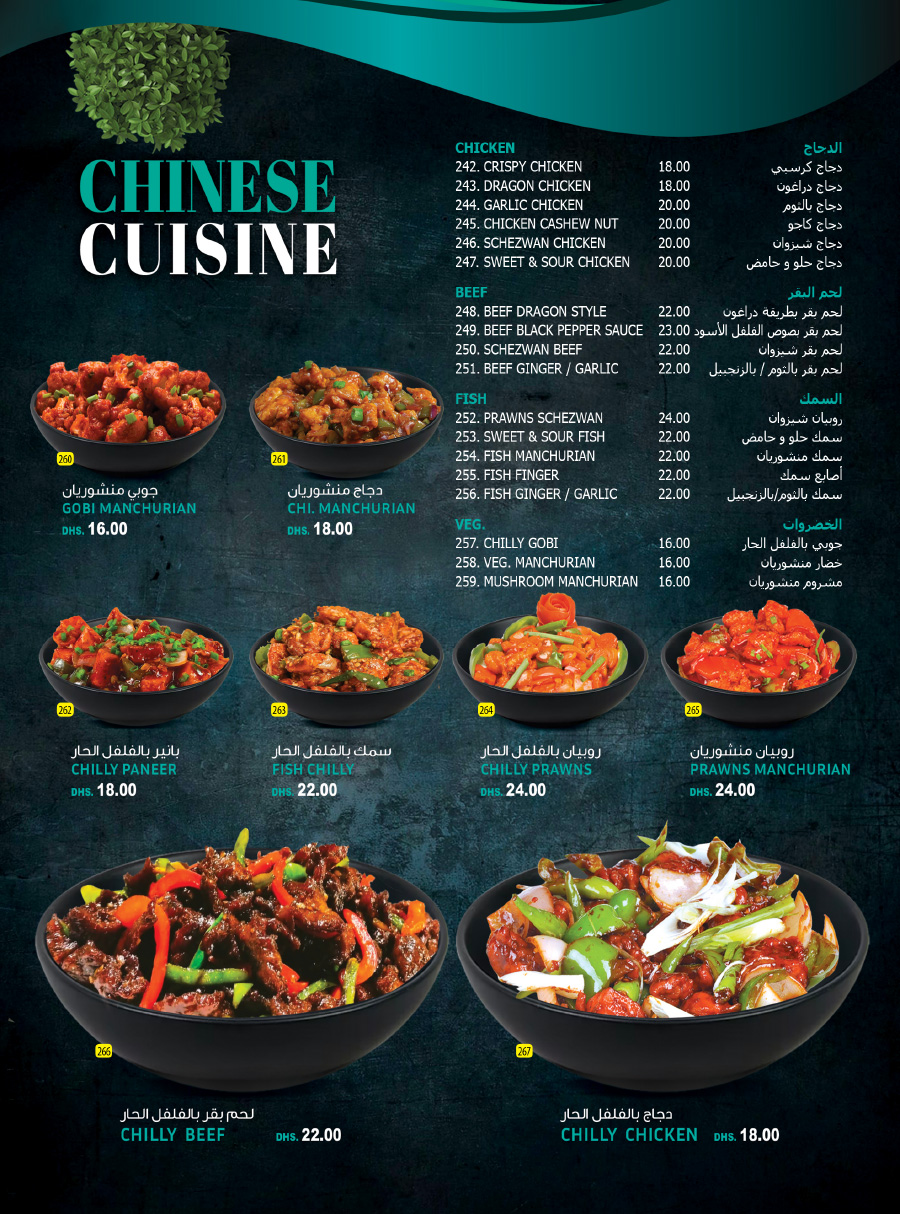 CHINESE
CUISINE
CHICKEN الدجاج
242. CRISPY CHICKEN 18.00 دجاج كرسبي
243. DRAGON CHICKEN 18.00 دجاج دراغون
244. GARLIC CHICKEN 20.00 دجاج بالثوم
245. CHICKEN CASHEW NUT 20.00 دجاج كاجو
246. SCHEZWAN CHICKEN 20.00 دجاج شيزوان
247. SWEET & SOUR CHICKEN 20.00 دجاج حلو و حامض
BEEF لحم البقر
248. BEEF DRAGON STYLE 22.00 لحم بقر بطريقة دراغون
249. BEEF BLACK PEPPER SAUCE 23.00 لحم بقر بصوص الفلفل الأسود
250. SCHEZWAN BEEF 22.00 لحم بقر شيزوان
251. BEEF GINGER / GARLIC 22.00 لحم بقر بالثوم / بالزنجبيل
FISH السمك
252. PRAWNS SCHEZWAN 24.00 روبيان شيزوان
253. SWEET & SOUR FISH 22.00 سمك حلو و حامض
254. FISH MANCHURIAN 22.00 سمك منشوريان
255. FISH FINGER 22.00 أصابع سمك
256. FISH GINGER / GARLIC 22.00 سمك بالثوم/بالزنجبيل
VEG. الخضروات
257. CHILLY GOBI 16.00 جوبي بالفلفل الحار
258. VEG. MANCHURIAN 16.00 خضار منشوريان
259. MUSHROOM MANCHURIAN 16.00 مشروم منشوريان
260
جوبي منشوريان
GOBI MANCHURIAN
DHS. 16.00
261
دجاج منشوريان
CHI. MANCHURIAN
DHS. 18.00
262
بانير بالفلفل الحار
CHILLY PANEER
DHS. 18.00
263
سمك بالفلفل الحار
FISH CHILLY
DHS. 22.00
264
روبيان بالفلفل الحار
CHILLY PRAWNS
DHS. 24.00
265
روبيان منشوريان
PRAWNS MANCHURIAN
DHS. 24.00
266
لحم بقر بالفلفل الحار
CHILLY BEEF DHS. 22.00
267
دجاج بالفلفل الحار
CHILLY CHICKEN DHS. 18.00